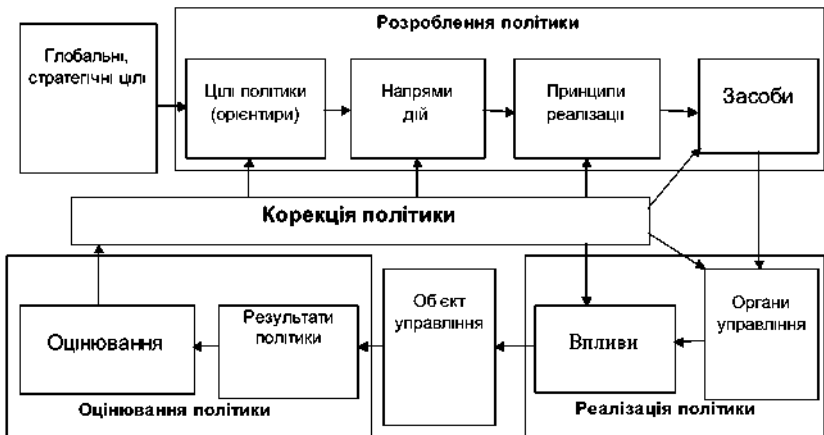 Розроблення політики
Глобальні,
стратегічні цілі
Цілі політики
(орієнтири)
Напрями
дій
Принципи
реалізації
Засоби
Корекція політики
Оцінювання
Результати
політики
Об єкт
управління
Впливи
Органи
управління
Оцінювання політики
Реалізація політики